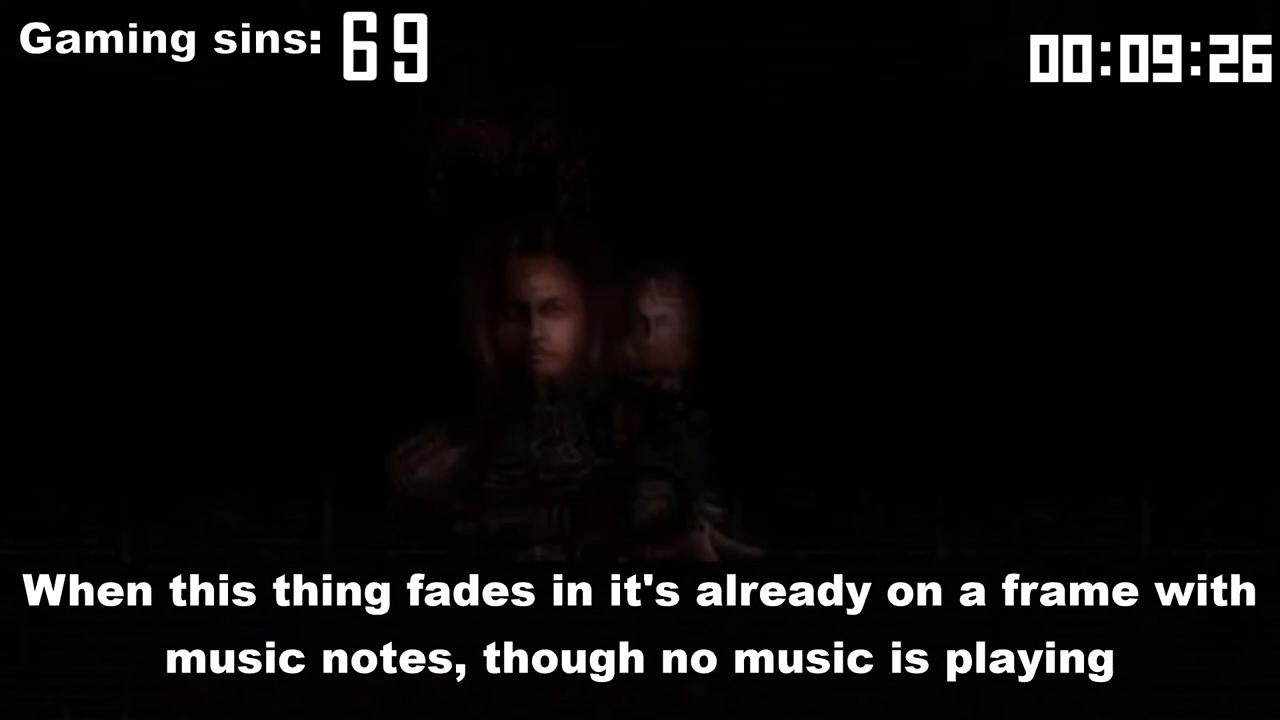 Gaming sins: 69
00:09:26
When this thing fades in it's already on a frame with
music notes, though no music is playing